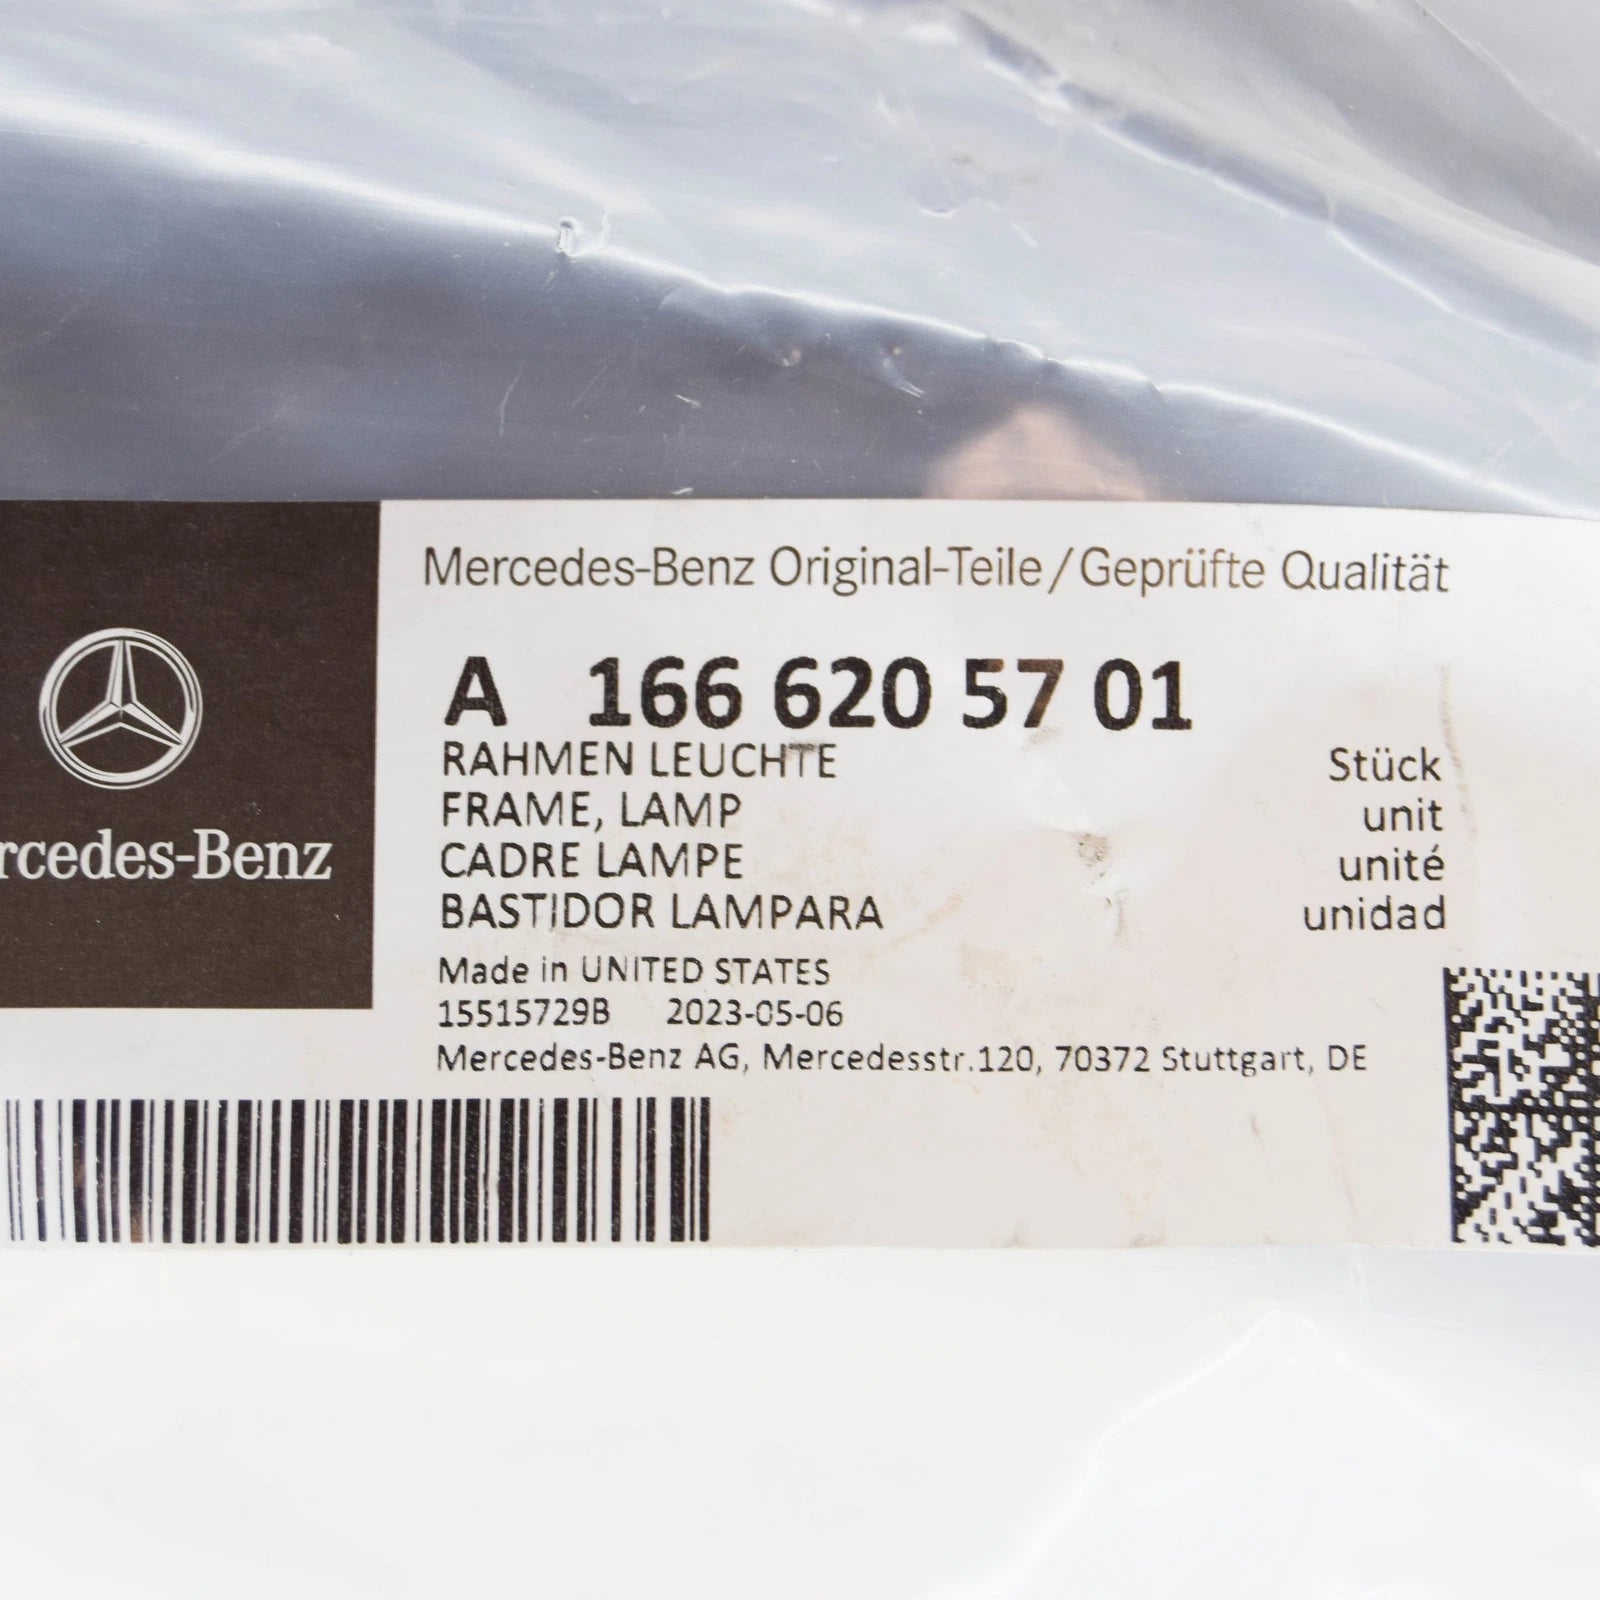 Mercedes-Benz Original-Teile/Geprüfte Qualität
A 166 620 57 01
RAHMEN LEUCHTE Stück
FRAME, LAMP unit
CADRE LAMPE unité
BASTIDOR LAMPARA unidad
rcedes-Benz
Made in UNITED STATES
15515729B 2023-05-06
Mercedes-Benz AG, Mercedesstr.120, 70372 Stuttgart, DE